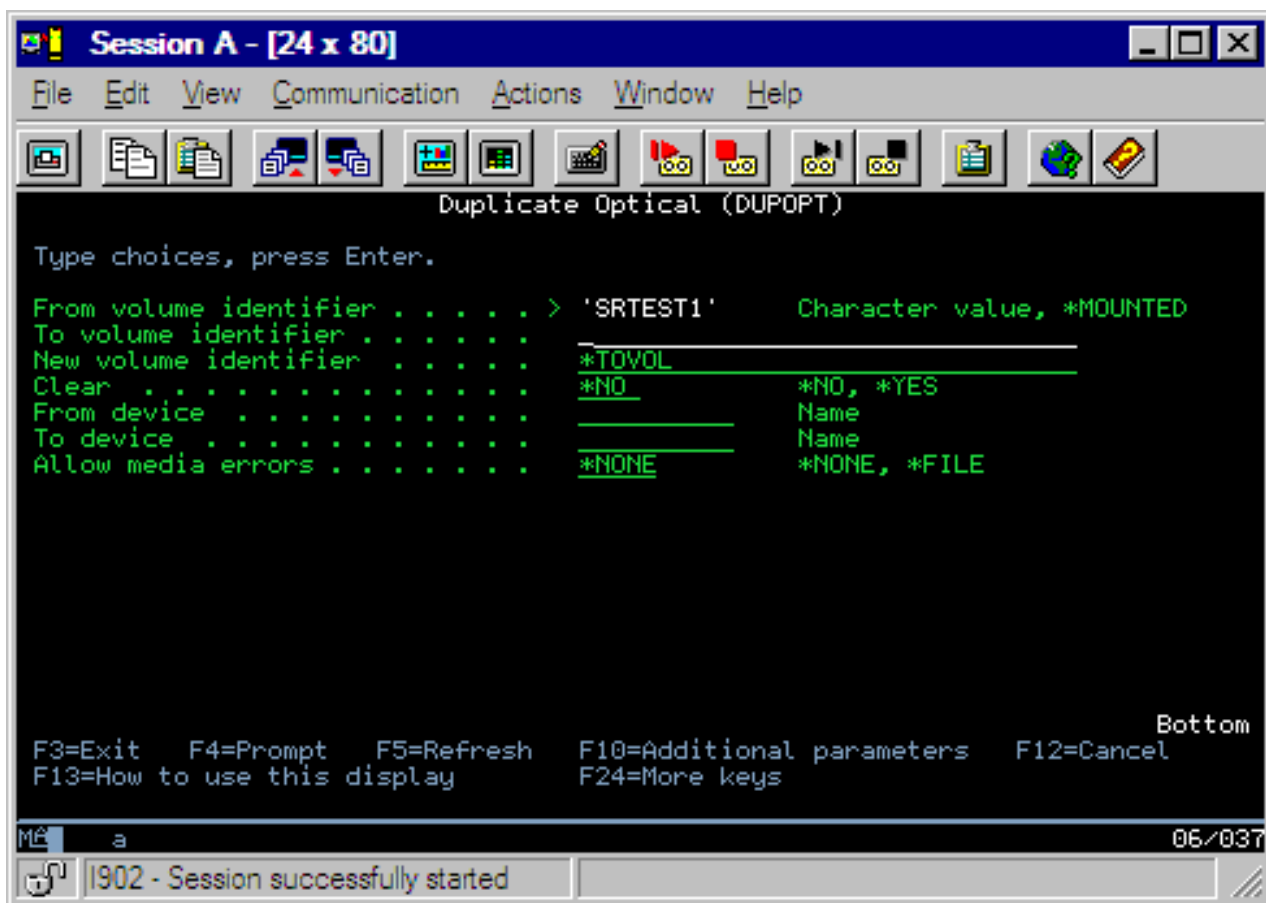 Session A - [24 x 80]
File Edit View Communication Actions Window Help
Duplicate Optical (DUPOPT)
Type choices, press Enter.
From volume identifier . . . . . > 'SRTEST1' Character value, *MOUNTED
To volume identifier . . . . . .
New volume identifier . . . . . *TOVOL
Clear . . . . . . . . . . . . . *NO *NO, *YES
From device . . . . . . . . . . Name
To device . . . . . . . . . . . Name
Allow media errors . . . . . . . *NONE *NONE, *FILE
Bottom
F3=Exit F4=Prompt F5=Refresh F10=Additional parameters F12=Cancel
F13=How to use this display F24=More keys
MA a 06/037
I902 - Session successfully started